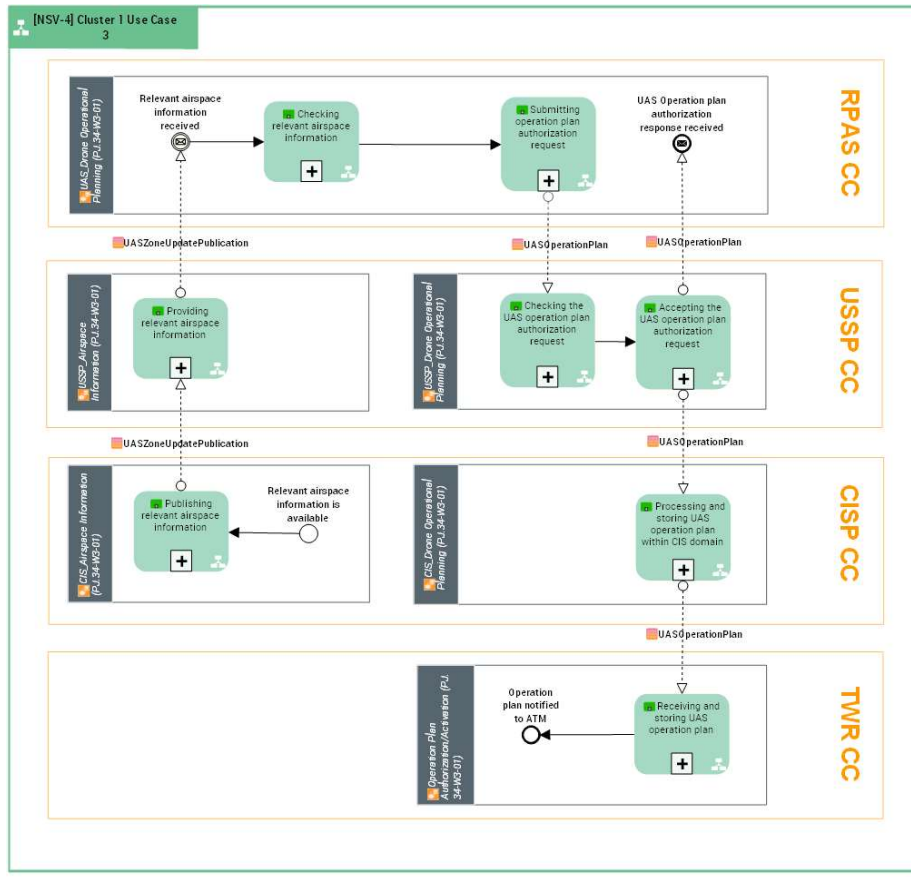 [NSV-4] Cluster 1 Use Case
3
RPAS CC
UAS_Drone Operational
Planning (PJ.34-W3-01)
Relevant airspace
information
received
Checking
relevant airspace
information
Submitting
operation plan
authorization
request
UAS Operation plan
authorization
response received
UASZoneUpdatePublication
UASOperationPlan
UASOperationPlan
USSP CC
USSP_Airspace
Information (PJ.34-W3-01)
Providing
relevant airspace
information
USSP_Drone Operational
Planning (PJ.34-W3-01)
Checking the
UAS operation plan
authorization
request
Accepting the
UAS operation plan
authorization
request
UASZoneUpdatePublication
UASOperationPlan
CISP CC
CIS_Airspace Information
(PJ.34-W3-01)
Publishing
relevant airspace
information
Relevant airspace
information is
available
CIS_Drone Operational
Planning (PJ.34-W3-01)
Processing and
storing UAS
operation plan
within CIS domain
UASOperationPlan
TWR CC
Operation Plan
Authorization/Activation (PJ.
34-W3-01)
Operation
plan notified
to ATM
Receiving and
storing UAS
operation plan